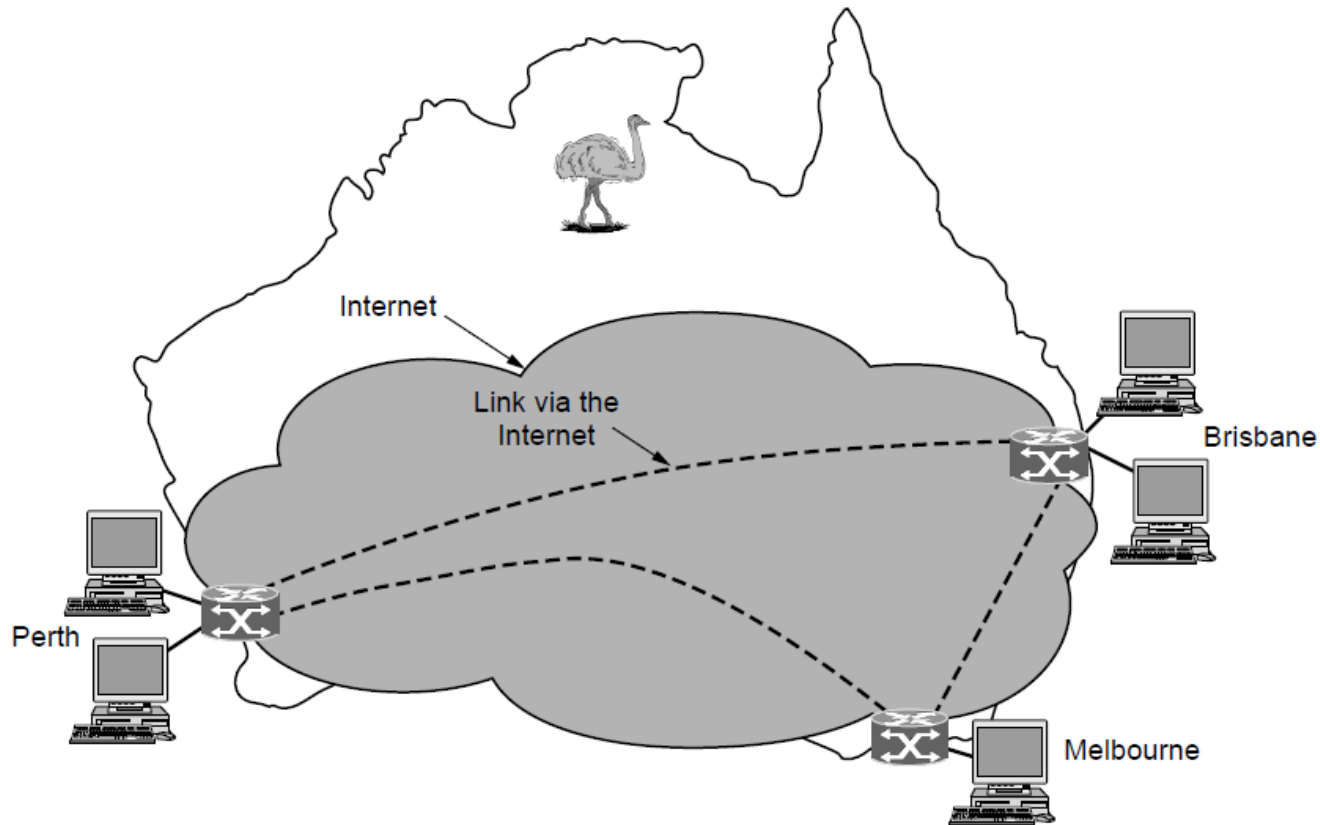 Internet
Link via the
Internet
Brisbane
Perth
Melbourne